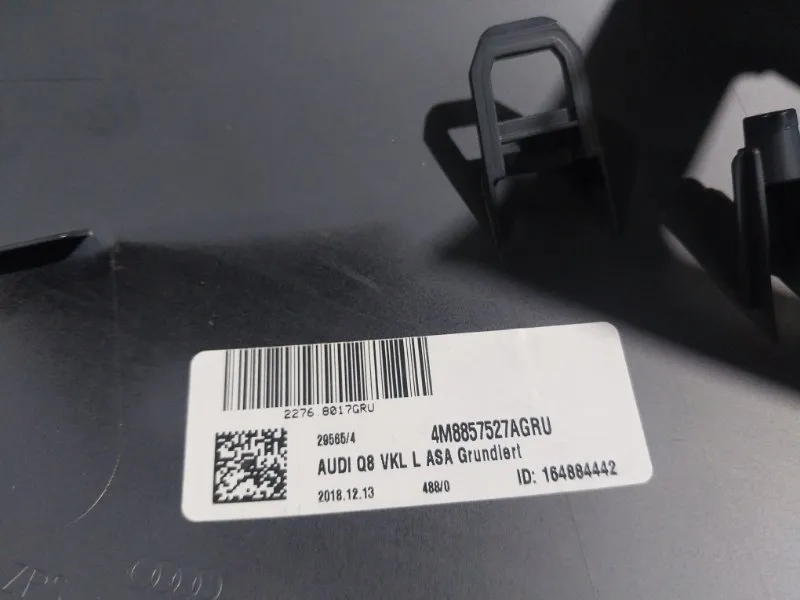 2276.8017GRU
29565/4
4M8857527AGRU
AUDI Q8 VKL L ASA Grundiert
2018.12.13
488/0
ID: 164884442